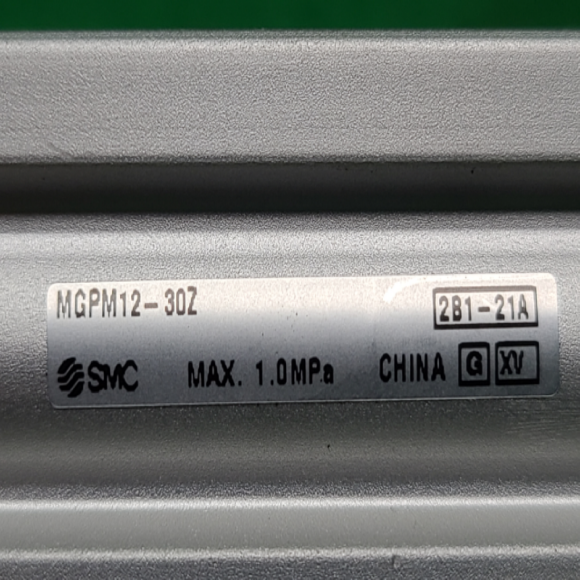 MGPM12-30Z 2B1-21A
SMC MAX. 1.0MPa CHINA G XV